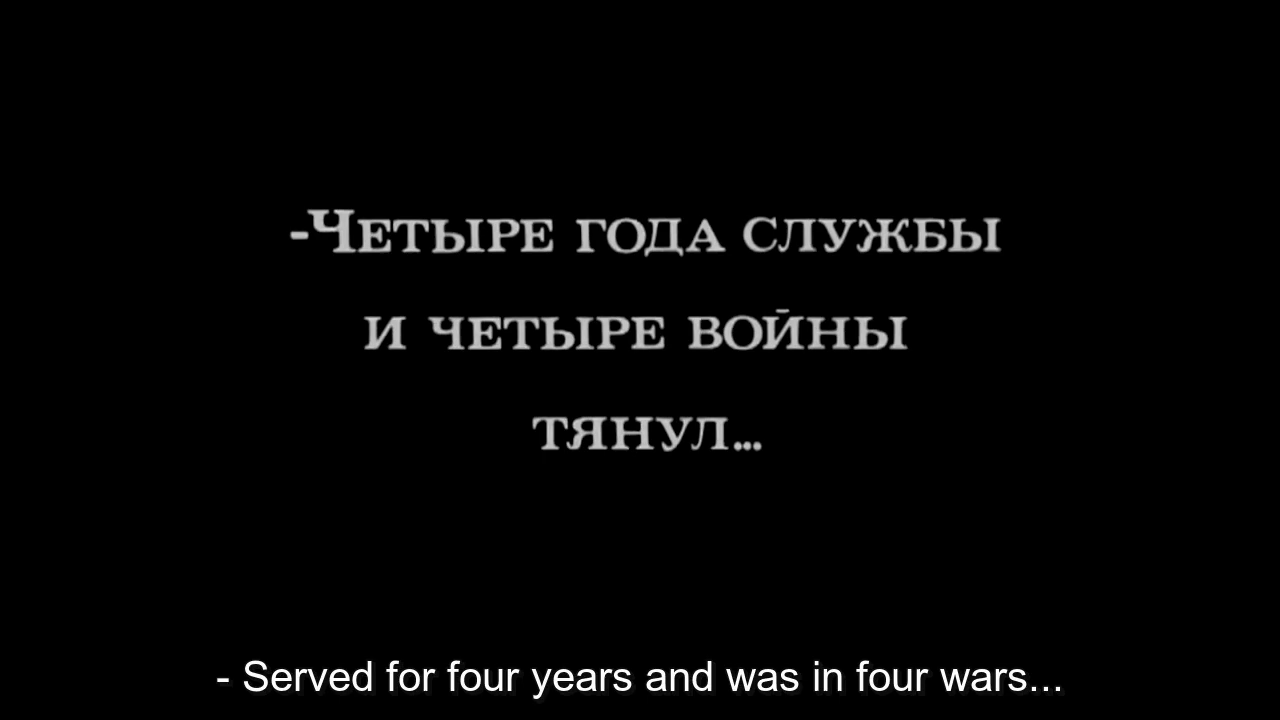 -Четыре года службы
и четыре войны
тянул...
- Served for four years and was in four wars...